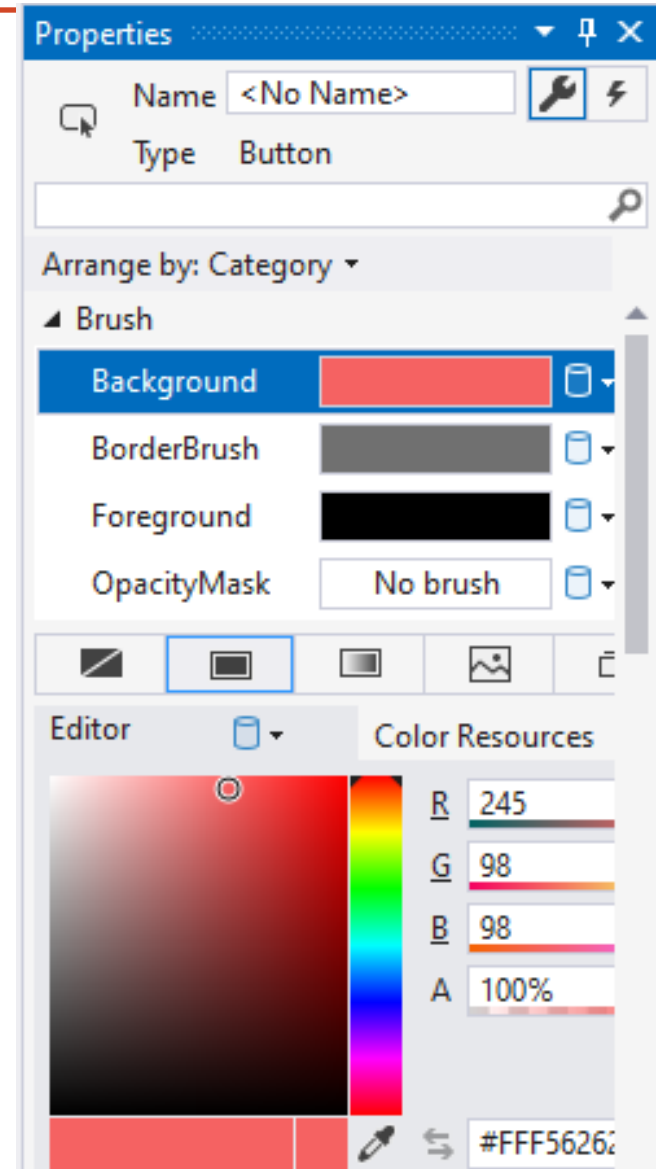 Properties
Name <No Name>
Type Button
Arrange by: Category
Brush
Background
BorderBrush
Foreground
OpacityMask No brush
Editor Color Resources
R 245
G 98
B 98
A 100%
#FFF56262